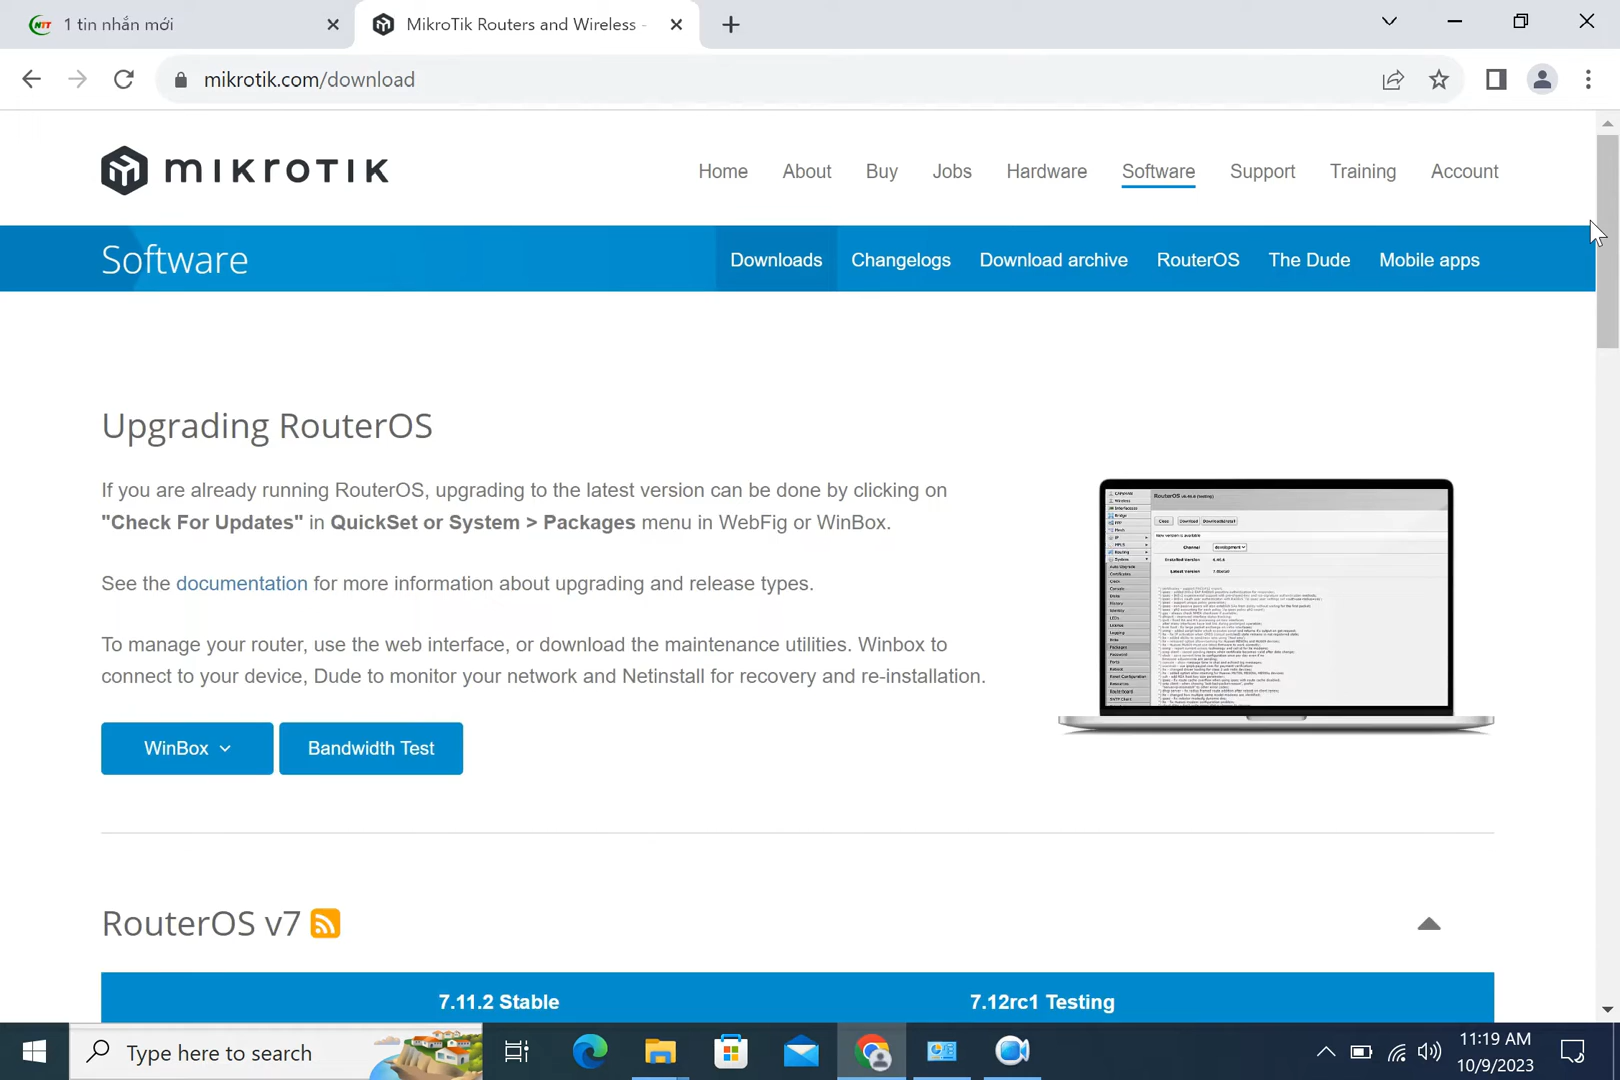 1 tin nhắn mới
MikroTik Routers and Wireless -
mikrotik.com/download
mikrotik
Home
About
Buy
Jobs
Hardware
Software
Support
Training
Account
Software
Downloads
Changelogs
Download archive
RouterOS
The Dude
Mobile apps
Upgrading RouterOS
If you are already running RouterOS, upgrading to the latest version can be done by clicking on
"Check For Updates" in QuickSet or System > Packages menu in WebFig or WinBox.
See the documentation for more information about upgrading and release types.
To manage your router, use the web interface, or download the maintenance utilities. Winbox to
connect to your device, Dude to monitor your network and Netinstall for recovery and re-installation.
WinBox
Bandwidth Test
RouterOS v7
7.11.2 Stable
7.12rc1 Testing
Type here to search
11:19 AM
10/9/2023